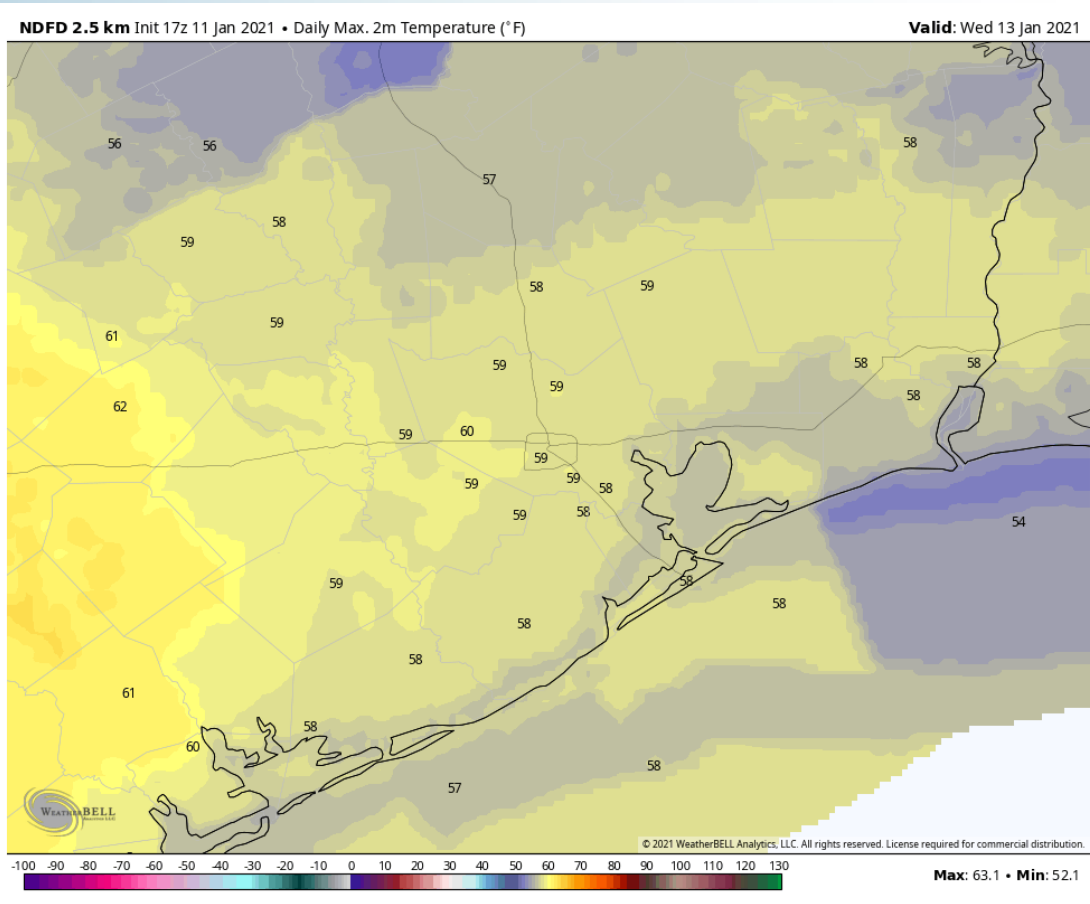 NDFD 2.5 km Init 17z 11 Jan 2021 • Daily Max. 2m Temperature (°F) Valid: Wed 13 Jan 2021
56 56 58
57
58
59
58 59
59
61
59 58 58
59
62 58
59 60
59
59 59 58
59 58
54
59 58
58
58
58
61
58
60
58
57
WEATHERBELL
© 2021 WeatherBELL Analytics, LLC. All rights reserved. License required for commercial distribution.
-100 -90 -80 -70 -60 -50 -40 -30 -20 -10 0 10 20 30 40 50 60 70 80 90 100 110 120 130
Max: 63.1 • Min: 52.1